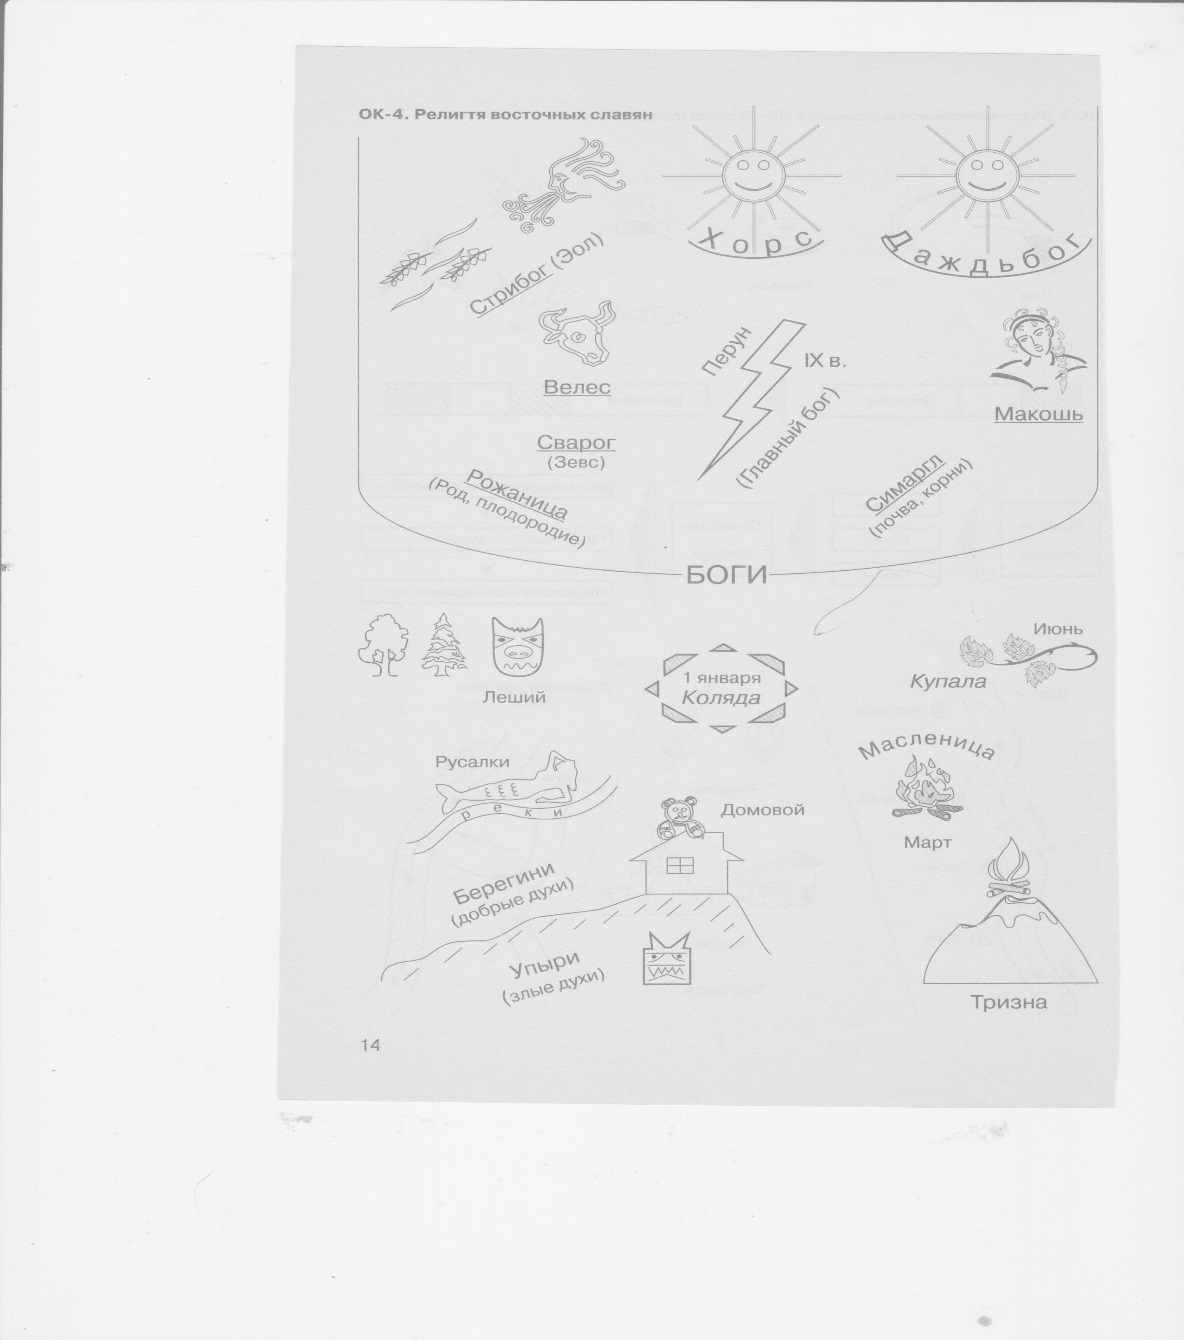 ОК-4. Религтя восточных славян
Стрибог (Эол)
Хорс
Даждьбог
Велес
Перун
IX в.
(Главный бог)
Макошь
Сварог
(Зевс)
Рожаница
(Род, плодородие)
Симаргл
(почва, корни)
БОГИ
Леший
1 января
Коляда
Июнь
Купала
Русалки
реки
Масленица
Март
Домовой
Берегини
(добрые духи)
Упыри
(злые духи)
Тризна
14